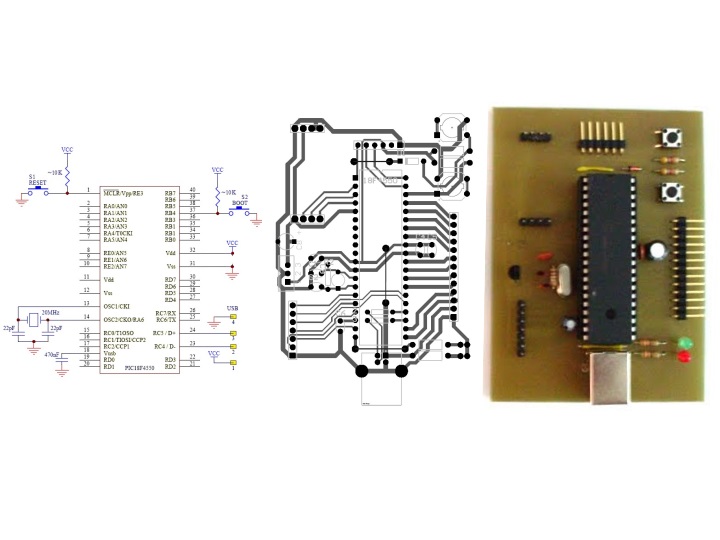 VCC
~10K
S1
RESET
VCC
~10K
S2
BOOT
1 MCLR/Vpp/RE3
2 RA0/AN0
3 RA1/AN1
4 RA2/AN2
5 RA3/AN3
6 RA4/T0CKI
7 RA5/AN4
8 RE0/AN5
9 RE1/AN6
10 RE2/AN7
11 Vdd
12 Vss
13 OSC1/CKI
14 OSC2/CKO/RA6
15 RC0/T1OSO
16 RC1/T1OSI/CCP2
17 RC2/CCP1
18 Vusb
19 RD0
20 RD1
RB7 40
RB6 39
RB5 38
RB4 37
RB3 36
RB1 34
RB0 33
Vdd 32
VCC
Vss 31
RD7 30
RD6 29
RD5 28
RD4 27
RC7/RX 26
RC6/TX 25
RC5 / D+ 24
RC4 / D- 23
RD3 22
RD2 21
PIC18F4550
20MHz
22pF
22pF
470nF
USB
4
3
2
VCC
1
18F4550